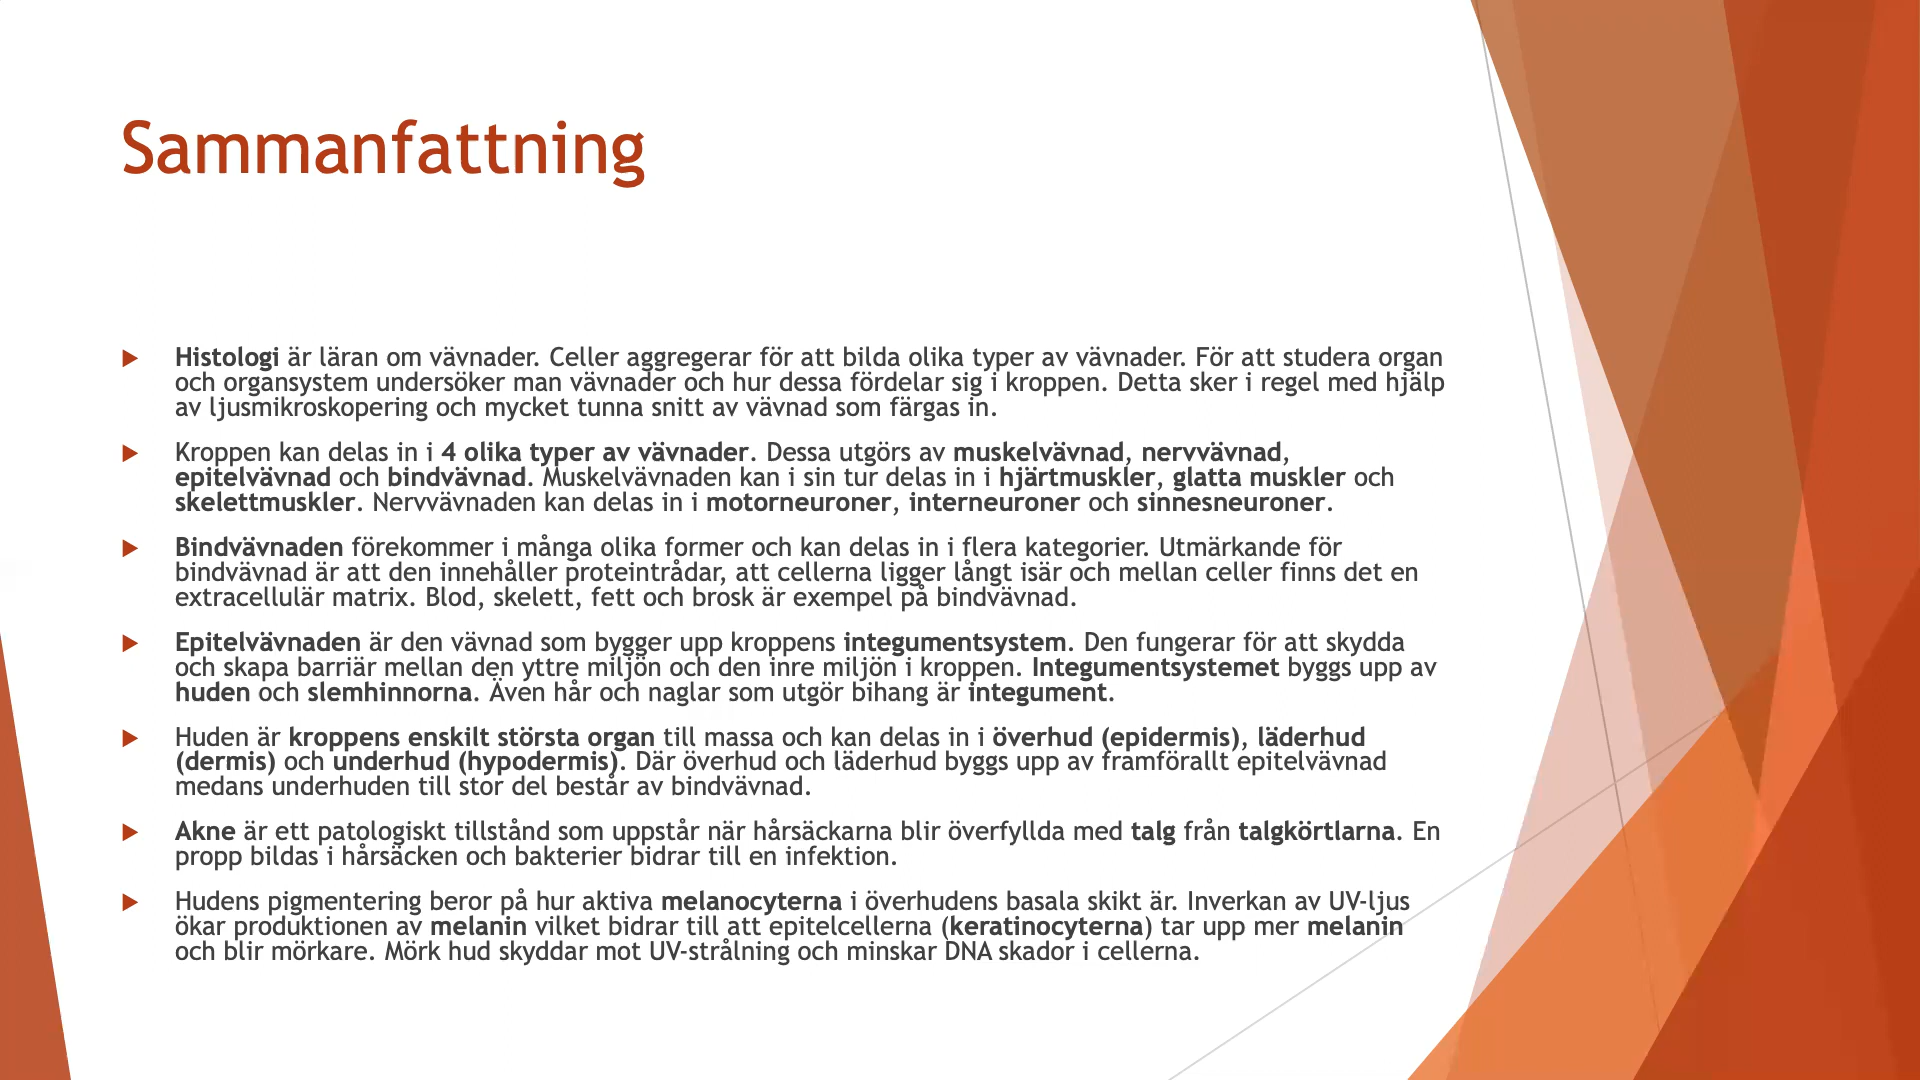 Sammanfattning
Histologi är läran om vävnader. Celler aggregerar för att bilda olika typer av vävnader. För att studera organ
och organsystem undersöker man vävnader och hur dessa fördelar sig i kroppen. Detta sker i regel med hjälp
av ljusmikroskopering och mycket tunna snitt av vävnad som färgas in.
Kroppen kan delas in i 4 olika typer av vävnader. Dessa utgörs av muskelvävnad, nervvävnad,
epitelvävnad och bindvävnad. Muskelvävnaden kan i sin tur delas in i hjärtmuskler, glatta muskler och
skelettmuskler. Nervvävnaden kan delas in i motorneuroner, interneuroner och sinnesneuroner.
Bindvävnaden förekommer i många olika former och kan delas in i flera kategorier. Utmärkande för
bindvävnad är att den innehåller proteintrådar, att cellerna ligger långt isär och mellan celler finns det en
extracellulär matrix. Blod, skelett, fett och brosk är exempel på bindvävnad.
Epitelvävnaden är den vävnad som bygger upp kroppens integumentsystem. Den fungerar för att skydda
och skapa barriär mellan den yttre miljön och den inre miljön i kroppen. Integumentsystemet byggs upp av
huden och slemhinnorna. Även hår och naglar som utgör bihang är integument.
Huden är kroppens enskilt största organ till massa och kan delas in i överhud (epidermis), läderhud
(dermis) och underhud (hypodermis). Där överhud och läderhud byggs upp av framförallt epitelvävnad
medans underhuden till stor del består av bindvävnad.
Akne är ett patologiskt tillstånd som uppstår när hårsäckarna blir överfyllda med talg från talgkörtlarna. En
propp bildas i hårsäcken och bakterier bidrar till en infektion.
Hudens pigmentering beror på hur aktiva melanocyterna i överhudens basala skikt är. Inverkan av UV-ljus
ökar produktionen av melanin vilket bidrar till att epitelcellerna (keratinocyterna) tar upp mer melanin
och blir mörkare. Mörk hud skyddar mot UV-strålning och minskar DNA skador i cellerna.